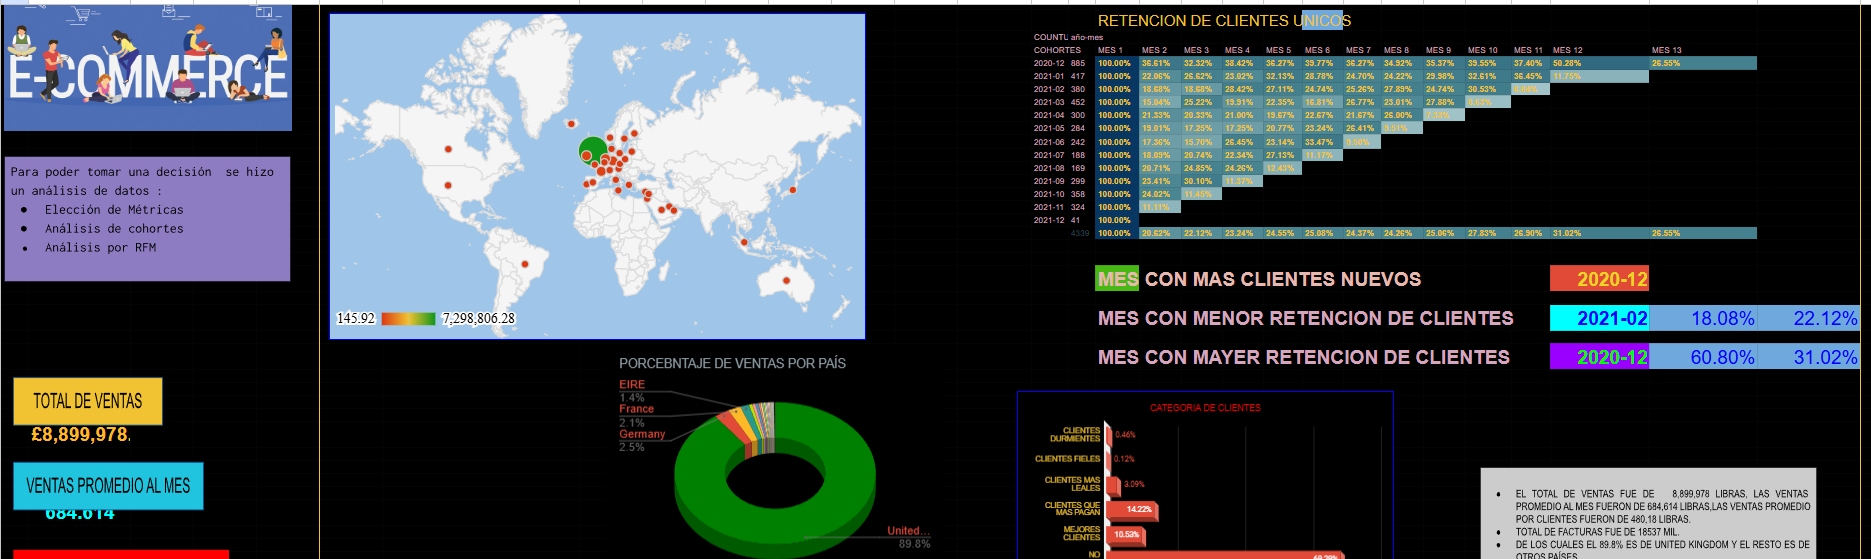 E-COMMERCE
Para poder tomar una decisión se hizo
un análisis de datos :
● Elección de Métricas
● Análisis de cohortes
● Análisis por RFM
TOTAL DE VENTAS
£8,899,978.
VENTAS PROMEDIO AL MES
684.614
145.92
7,298,806.28
PORCEBNTAJE DE VENTAS POR PAÍS
EIRE
1.4%
France
2.1%
Germany
2.5%
United...
89.8%
RETENCION DE CLIENTES UNICOS
COUNTU año-mes
COHORTES MES 1 MES 2 MES 3 MES 4 MES 5 MES 6 MES 7 MES 8 MES 9 MES 10 MES 11 MES 12 MES 13
2020-12 885 100.00% 36.61% 32.32% 38.42% 36.27% 39.77% 36.27% 34.92% 35.37% 39.55% 37.40% 50.28% 26.55%
2021-01 417 100.00% 22.06% 26.62% 23.02% 32.13% 28.78% 24.70% 24.22% 29.98% 32.61% 36.45% 11.75%
2021-02 380 100.00% 18.68% 18.68% 28.42% 27.11% 24.74% 25.26% 27.89% 24.74% 30.53%
2021-03 452 100.00% 15.04% 25.22% 19.91% 22.35% 16.81% 26.77% 23.01% 27.88%
2021-04 300 100.00% 21.33% 20.33% 21.00% 19.67% 22.67% 21.67% 26.00%
2021-05 284 100.00% 19.01% 17.25% 17.25% 20.77% 23.24% 26.41%
2021-06 242 100.00% 17.36% 15.70% 26.45% 23.14% 33.47%
2021-07 188 100.00% 18.09% 20.74% 22.34% 27.13% 11.17%
2021-08 169 100.00% 20.71% 24.85% 24.26% 12.43%
2021-09 299 100.00% 23.41% 30.10% 11.37%
2021-10 358 100.00% 24.02% 11.45%
2021-11 324 100.00% 11.11%
2021-12 41 100.00%
4339 100.00% 20.62% 22.12% 23.24% 24.55% 25.08% 24.37% 24.26% 25.06% 27.83% 26.90% 31.02% 26.55%
MES CON MAS CLIENTES NUEVOS 2020-12
MES CON MENOR RETENCION DE CLIENTES 2021-02 18.08% 22.12%
MES CON MAYER RETENCION DE CLIENTES 2020-12 60.80% 31.02%
CATEGORIA DE CLIENTES
CLIENTES
DURMIENTES
0.46%
CLIENTES FIELES
0.12%
CLIENTES MAS
LEALES
3.09%
CLIENTES QUE
MAS PAGAN
14.22%
MEJORES
CLIENTES
10.53%
NO
● EL TOTAL DE VENTAS FUE DE 8,899,978 LIBRAS, LAS VENTAS
PROMEDIO AL MES FUERON DE 684,614 LIBRAS,LAS VENTAS PROMEDIO
POR CLIENTES FUERON DE 480,18 LIBRAS.
● TOTAL DE FACTURAS FUE DE 18537 MIL.
● DE LOS CUALES EL 89.8% ES DE UNITED KINGDOM Y EL RESTO ES DE
OTROS PAÍSES